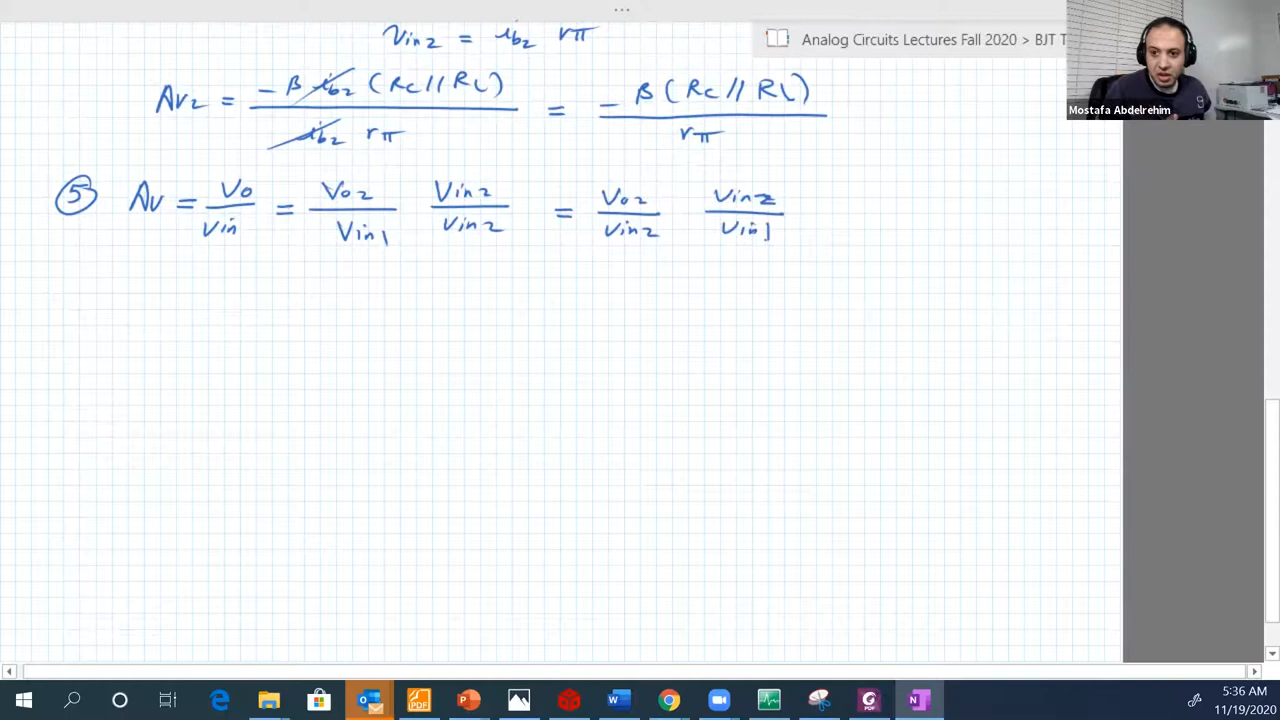 Vin2 = ib2 rπ
Analog Circuits Lectures Fall 2020 > BJT T
Mostafa Abdelrehim
Av2 = -β ib2 (Rc // RL) / ib2 rπ = -β (Rc // RL) / rπ
⑤ Av = Vo / Vin = Vo2 / Vin1 Vin2 / Vin2 = Vo2 / Vin2 Vin2 / Vin1
5:36 AM
11/19/2020